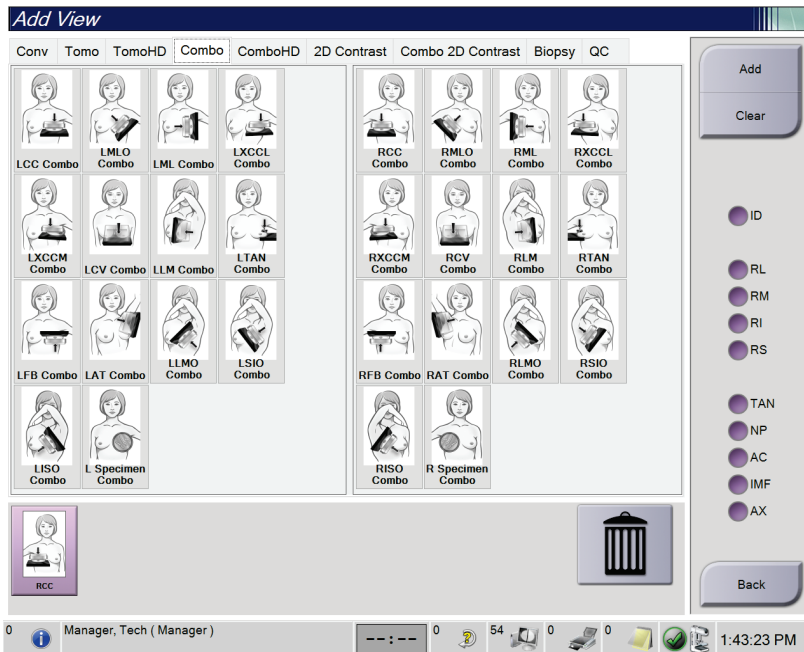 Add View
Conv Tomo TomoHD Combo ComboHD 2D Contrast Combo 2D Contrast Biopsy QC
LCC Combo
LMLO
Combo
LML Combo
LXCCL
Combo
RCC
Combo
RMLO
Combo
RML
Combo
RXCCL
Combo
LXCCM
Combo
LCV Combo
LLM Combo
LTAN
Combo
RXCCM
Combo
RCV
Combo
RLM
Combo
RTAN
Combo
LFB Combo
LAT Combo
LLMO
Combo
LSIO
Combo
RFB Combo
RAT Combo
RLMO
Combo
RSIO
Combo
LISO
Combo
L Specimen
Combo
RISO
Combo
R Specimen
Combo
RCC
Add
Clear
ID
RL
RM
RI
RS
TAN
NP
AC
IMF
AX
Back
0 Manager, Tech ( Manager ) --:-- 0 54 0 0 1:43:23 PM